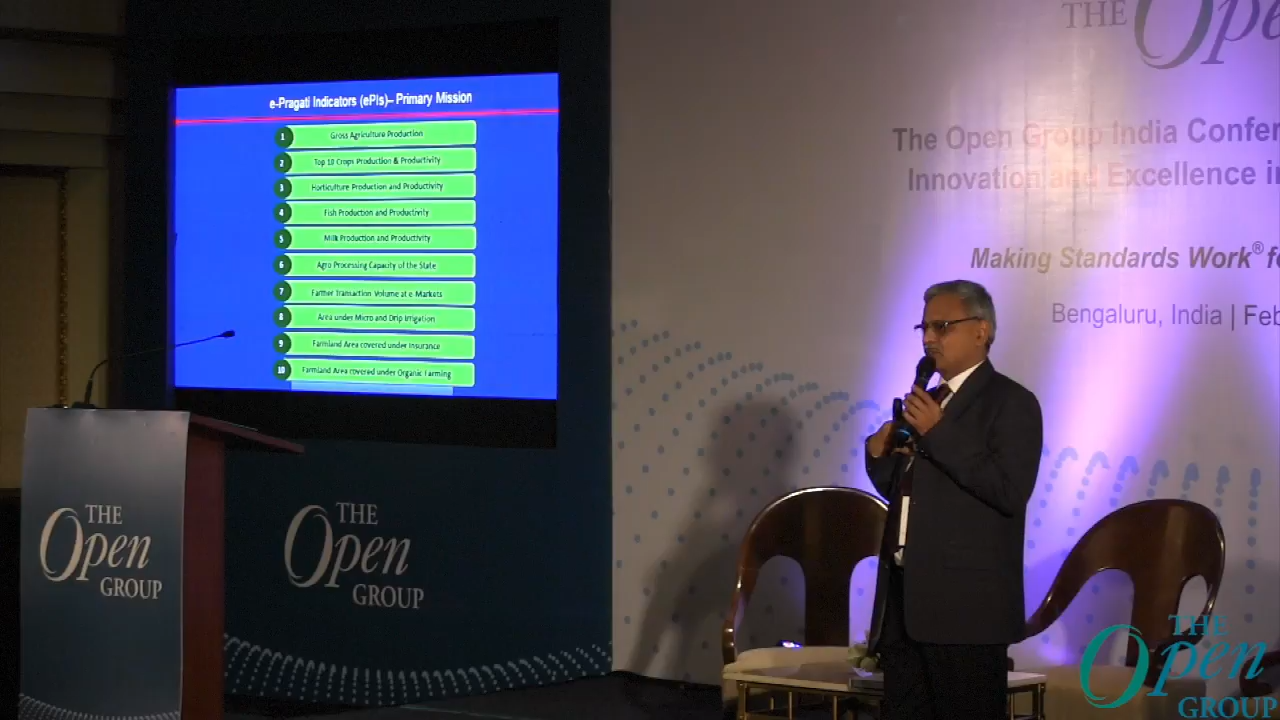 e-Pragati Indicators (ePIs)– Primary Mission
1 Gross Agriculture Production
2 Top 10 Crops Production & Productivity
3 Horticulture Production and Productivity
4 Fish Production and Productivity
5 Milk Production and Productivity
6 Agro Processing Capacity of the State
7 Farmer Transaction Volume at e-Markets
8 Area under Micro and Drip Irrigation
9 Farmland Area covered under Insurance
10 Farmland Area covered under Organic Farming
THE
Open
The Open Group India
Innovation and Excellence
Making Standards Work®
Bengaluru, India | Feb
THE
Open
GROUP
THE
Open
GROUP
THE
Open
GROUP